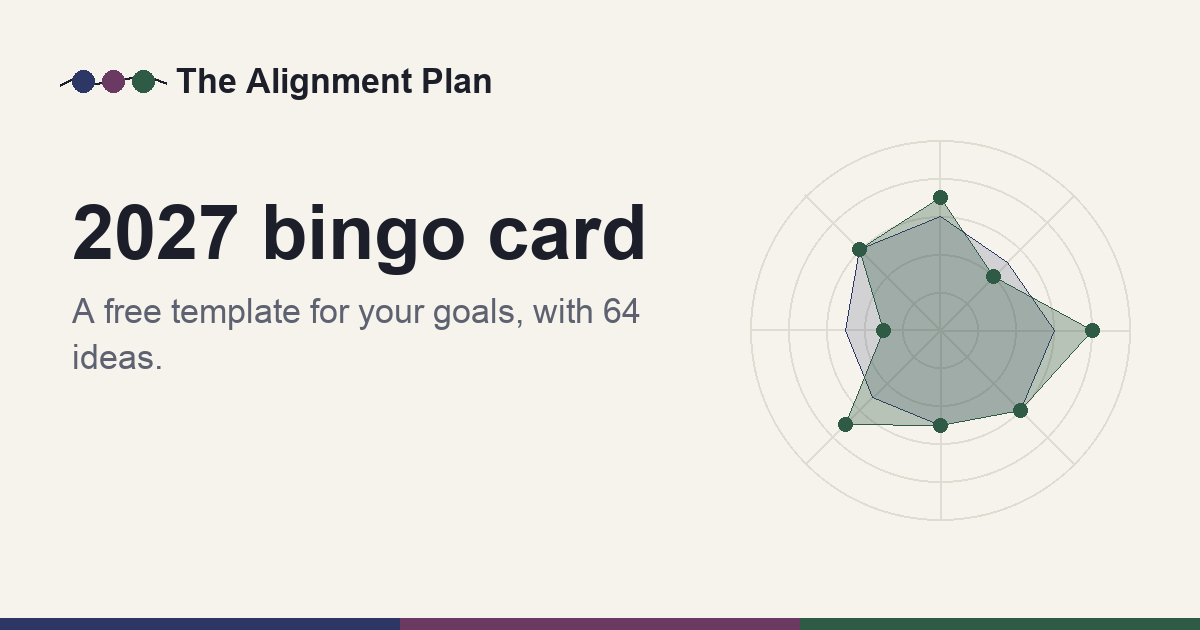 The Alignment Plan
2027 bingo card
A free template for your goals, with 64
ideas.